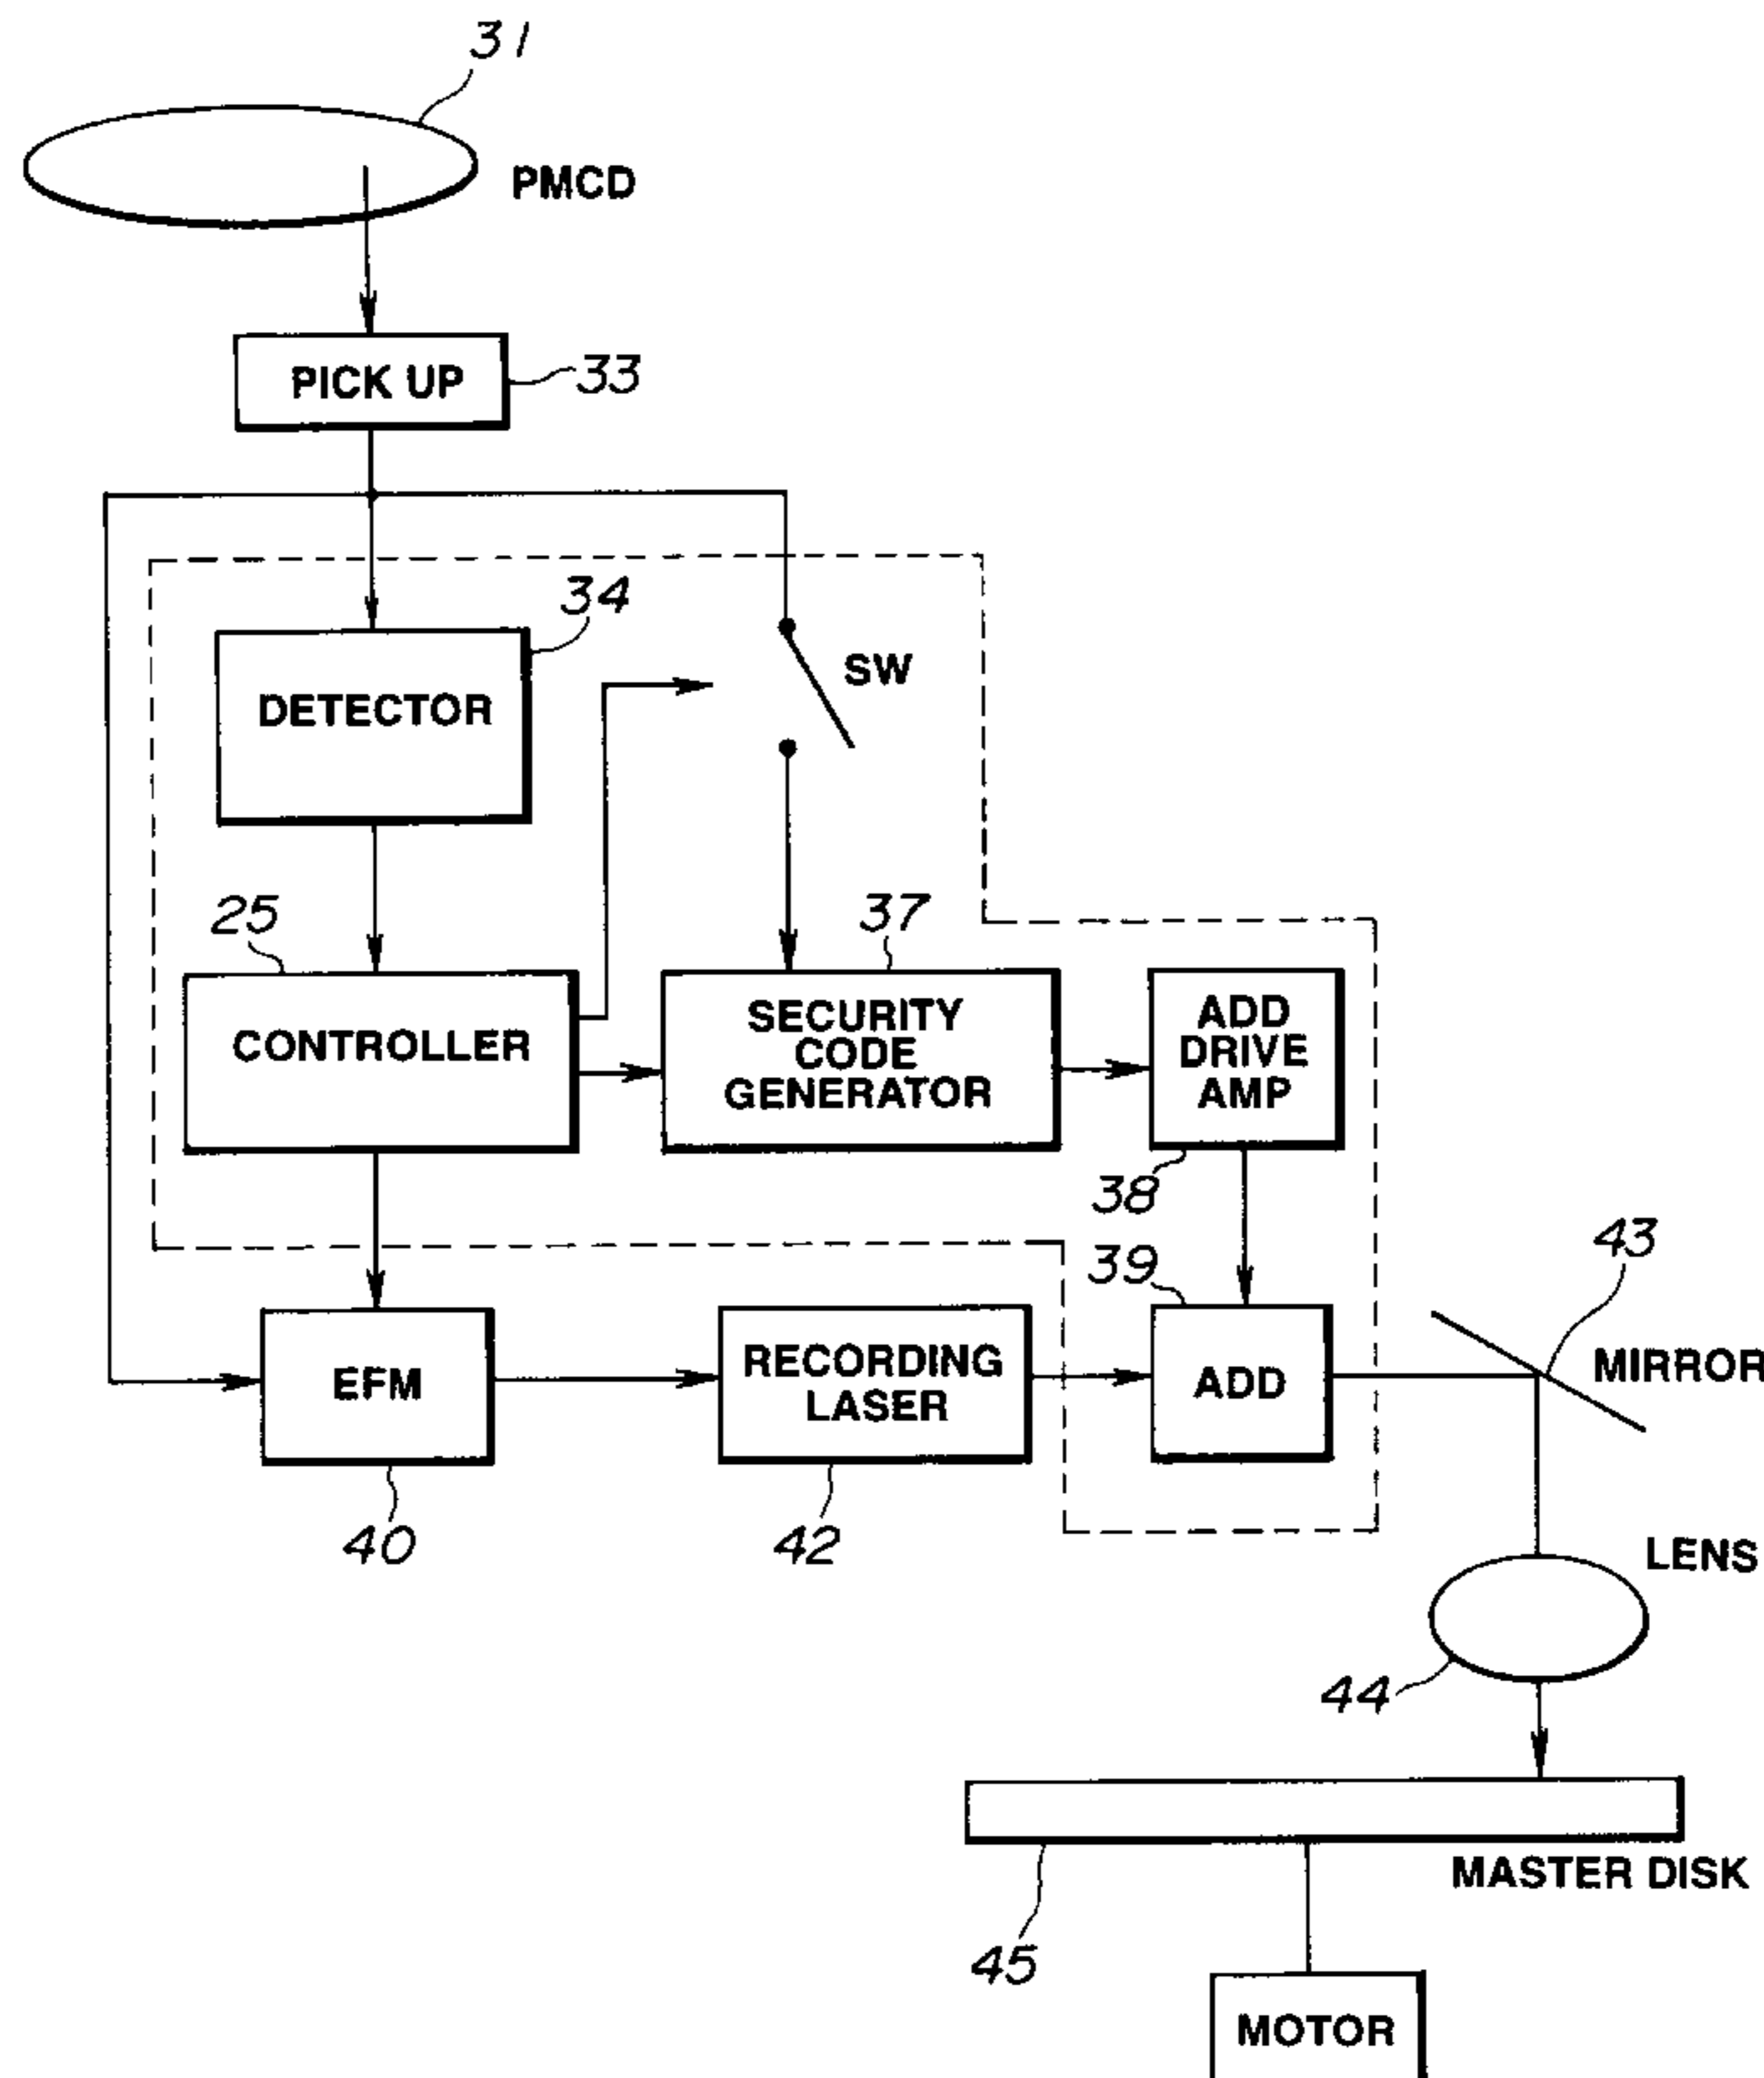 31
PMCD
PICK UP
33
34
DETECTOR
SW
25
CONTROLLER
37
SECURITY
CODE
GENERATOR
ADD
DRIVE
AMP
38
39
43
EFM
RECORDING
LASER
ADD
MIRROR
40
42
LENS
44
MASTER DISK
45
MOTOR